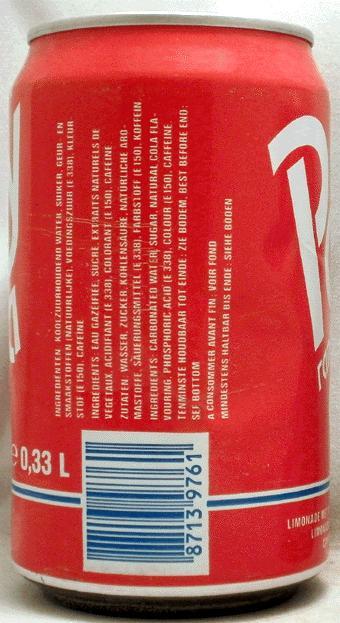 INGREDIËNTEN: KOOLZUURHOUDEND WATER, SUIKER, GEUR- EN
SMAAKSTOFFEN (NATUURLIJKE), VOEDINGSZUUR (E 338), KLEUR
STOF (E 150), CAFEINE
INGREDIENTS: EAU GAZEIFIEE, SUCRE, EXTRAITS NATURELS DE
VEGETAUX, ACIDIFIANT (E 338), COLORANT (E 150), CAFEINE
ZUTATEN: WASSER, ZUCKER, KOHLENSÄURE, NATÜRLICHE ARO-
MASTOFFE, SÄUERUNGSMITTEL (E 338), FARBSTOFF (E 150), KOFFEIN
INGREDIENTS: CARBONATED WATER, SUGAR, NATURAL COLA FLA-
VOURING, PHOSPHORIC ACID (E 338), COLOUR (E150), CAFFEINE.
TENMINSTE HOUDBAAR TOT EINDE: ZIE BODEM, BEST BEFORE END:
SEE BOTTOM
A CONSOMMER AVANT FIN: VOIR FOND
MINDESTENS HALTBAR BIS ENDE: SIEHE BODEN
e 0,33 L
8713 9761
LIMONADE